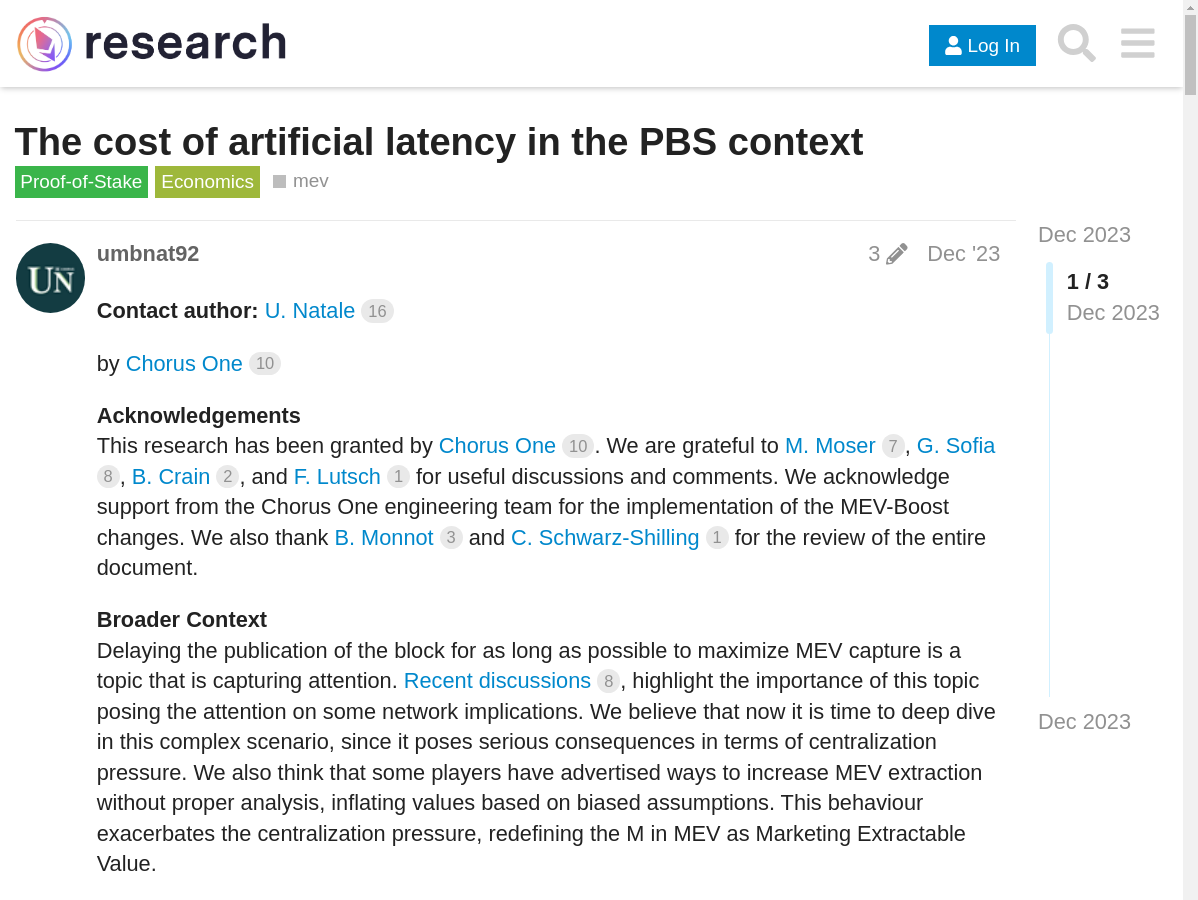 research
Log In
The cost of artificial latency in the PBS context
Proof-of-Stake Economics mev
umbnat92 3 Dec '23
UN
Contact author: U. Natale 16
by Chorus One 10
Acknowledgements
This research has been granted by Chorus One 10. We are grateful to M. Moser 7, G. Sofia
8, B. Crain 2, and F. Lutsch 1 for useful discussions and comments. We acknowledge
support from the Chorus One engineering team for the implementation of the MEV-Boost
changes. We also thank B. Monnot 3 and C. Schwarz-Shilling 1 for the review of the entire
document.
Broader Context
Delaying the publication of the block for as long as possible to maximize MEV capture is a
topic that is capturing attention. Recent discussions 8, highlight the importance of this topic
posing the attention on some network implications. We believe that now it is time to deep dive
in this complex scenario, since it poses serious consequences in terms of centralization
pressure. We also think that some players have advertised ways to increase MEV extraction
without proper analysis, inflating values based on biased assumptions. This behaviour
exacerbates the centralization pressure, redefining the M in MEV as Marketing Extractable
Value.
Dec 2023
1 / 3
Dec 2023
Dec 2023